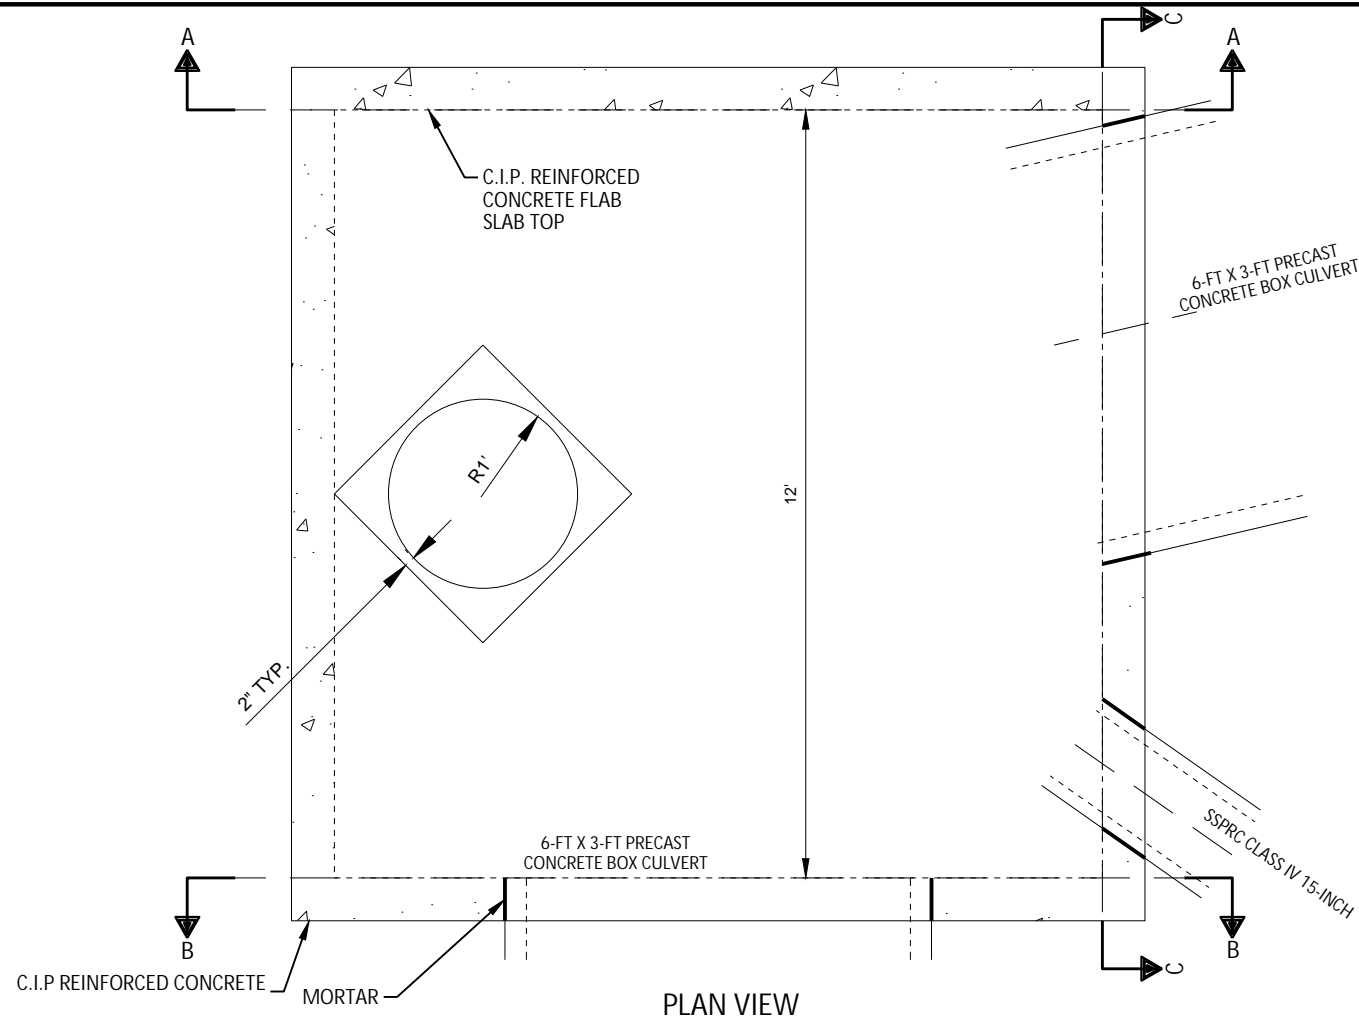 C
A
A
C.I.P. REINFORCED
CONCRETE FLAB
SLAB TOP
6-FT X 3-FT PRECAST
CONCRETE BOX CULVERT
R1'
12'
2" TYP.
6-FT X 3-FT PRECAST
CONCRETE BOX CULVERT
SSPRC CLASS IV 15-INCH
B
B
C.I.P REINFORCED CONCRETE
MORTAR
C
PLAN VIEW